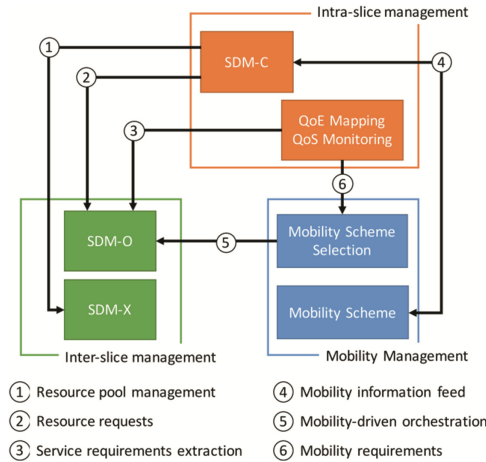 Intra-slice management
1
SDM-C
4
2
QoE Mapping
QoS Monitoring
3
6
SDM-O
5
Mobility Scheme
Selection
SDM-X
Mobility Scheme
Inter-slice management
Mobility Management
1 Resource pool management
2 Resource requests
3 Service requirements extraction
4 Mobility information feed
5 Mobility-driven orchestration
6 Mobility requirements